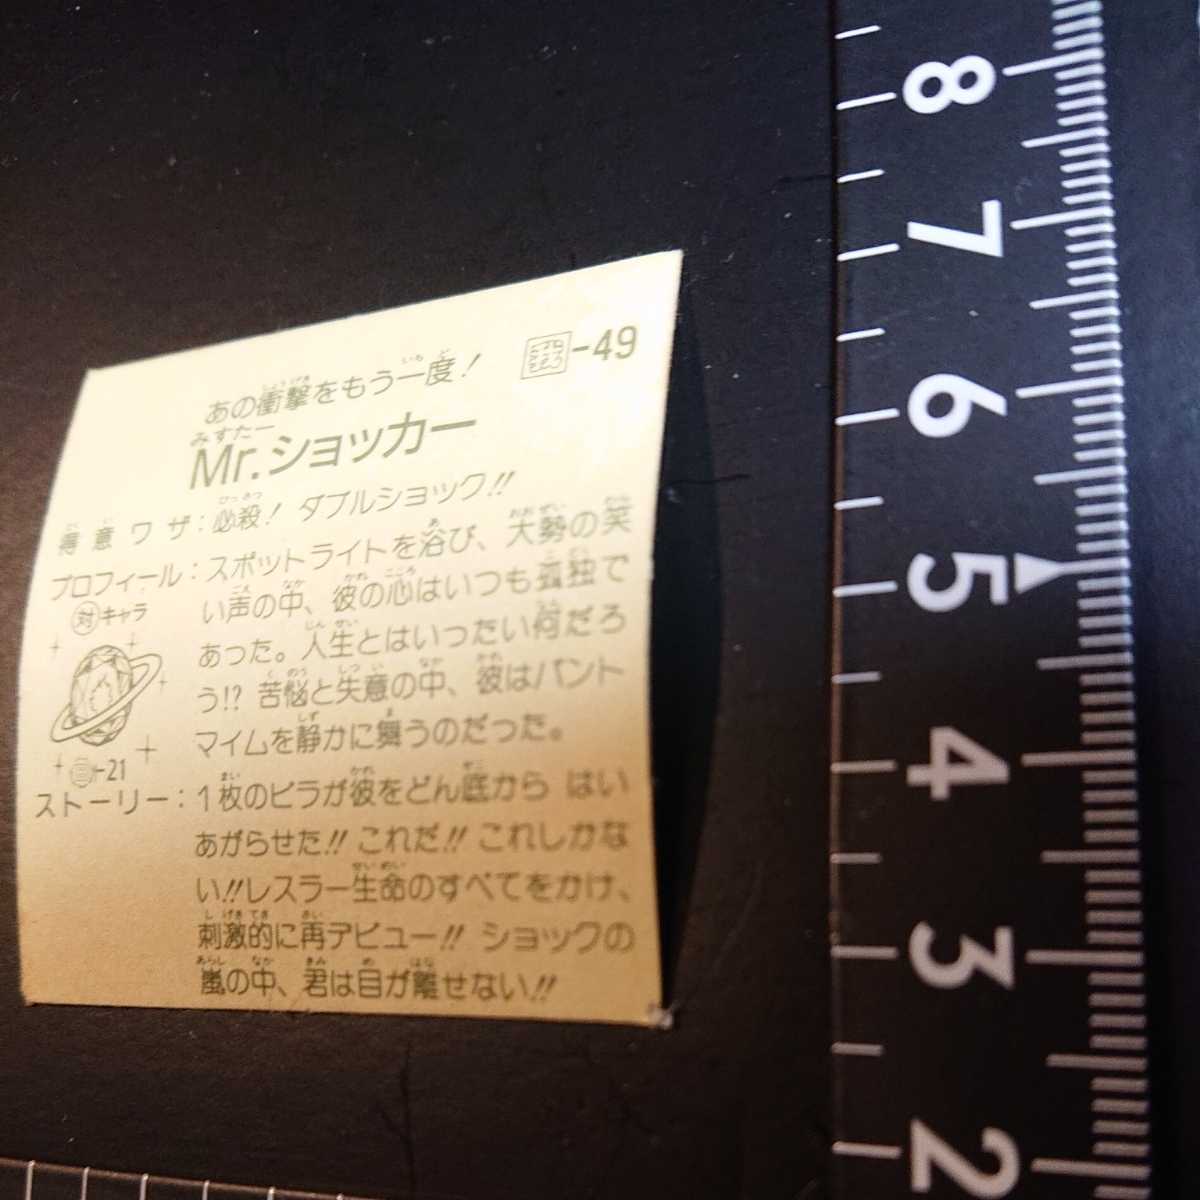 -49
あの衝撃をもう一度！
Mr.ショッカー
みすたー
得意ワザ：必殺！ ダブルショック!!
プロフィール：スポットライトを浴び、大勢の笑
い声の中、彼の心はいつも孤独で
あった。人生とはいったい何だろ
う!? 苦悩と失意の中、彼はパント
マイムを静かに舞うのだった。
対キャラ
-21
ストーリー：1枚のビラが彼をどん底から はい
あがらせた!! これだ!! これしかな
い!!レスラー生命のすべてをかけ、
刺激的に再デビュー!! ショックの
嵐の中、君は目が離せない!!
8
7
6
5
4
3
2